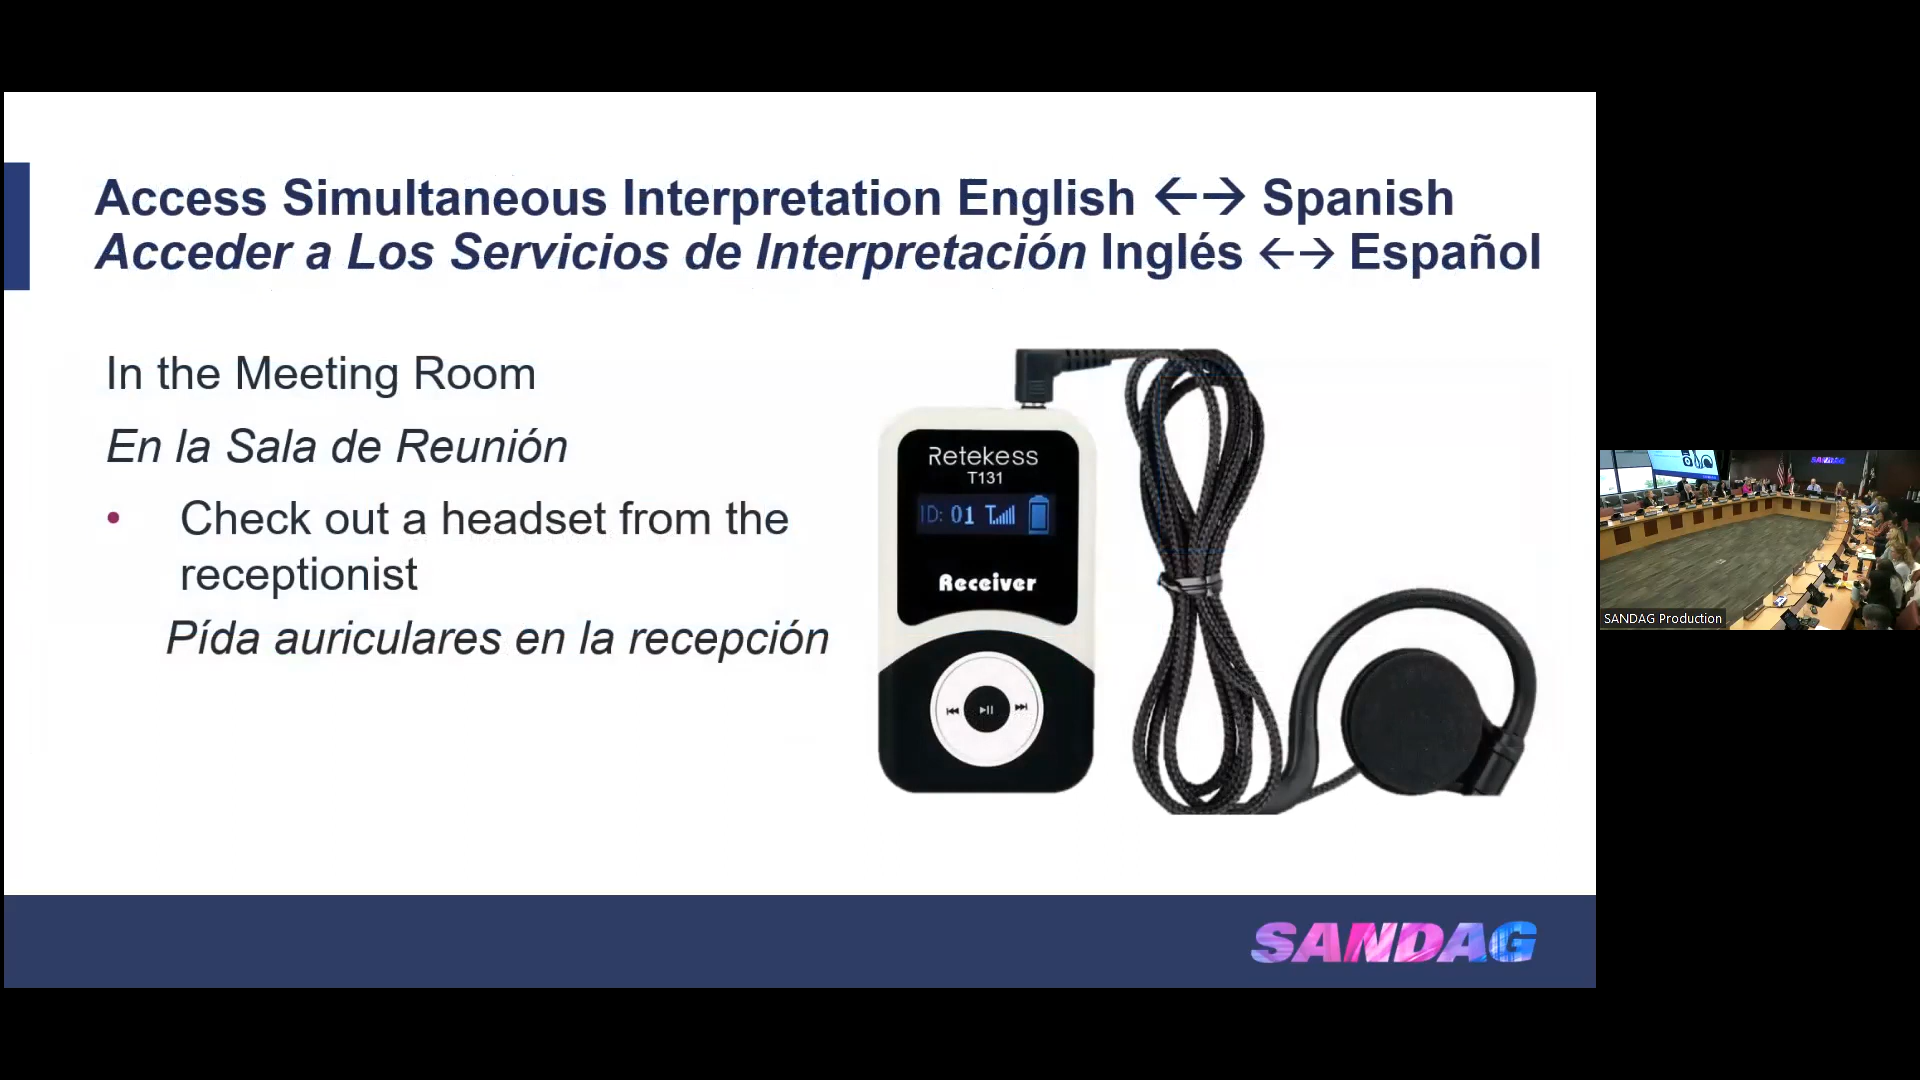 Access Simultaneous Interpretation English ←→ Spanish
Acceder a Los Servicios de Interpretación Inglés ←→ Español
In the Meeting Room
En la Sala de Reunión
• Check out a headset from the
receptionist
Pída auriculares en la recepción
Retekess
T131
ID: 01 T
Receiver
SANDAG
SANDAG
SANDAG Production